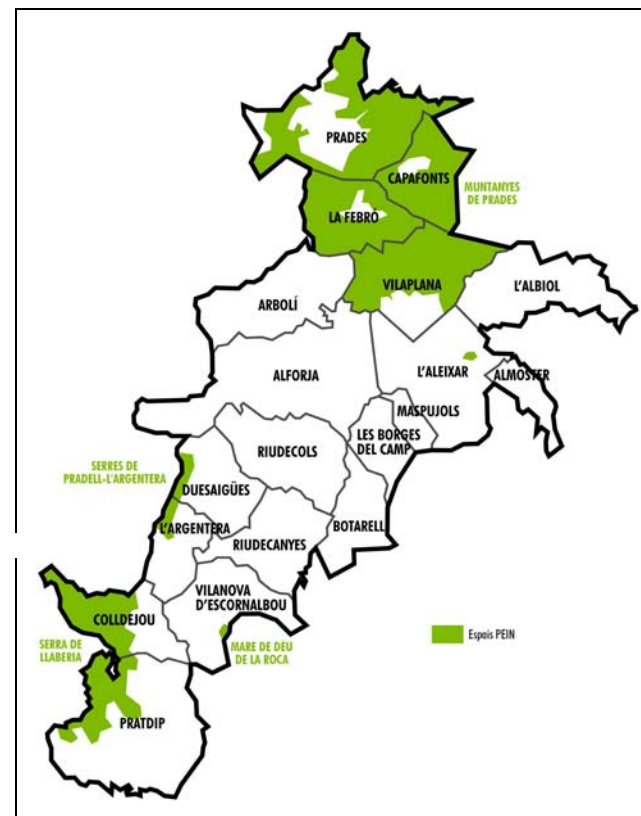 PRADES
CAPAFONTS
MUNTANYES
DE PRADES
LA FEBRÓ
VILAPLANA
L'ALBIOL
ARBOLÍ
ALFORJA
L'ALEIXAR
ALMOSTER
MASPUJOLS
LES BORGES
DEL CAMP
RIUDECOLS
SERRES DE
PRADELL-L'ARGENTERA
DUESAIGÜES
L'ARGENTERA
BOTARELL
RIUDECANYES
VILANOVA
D'ESCORNALBOU
COLLDEJOU
SERRA DE
LLABERIA
MARE DE DEU
DE LA ROCA
Espais PEIN
PRATDIP